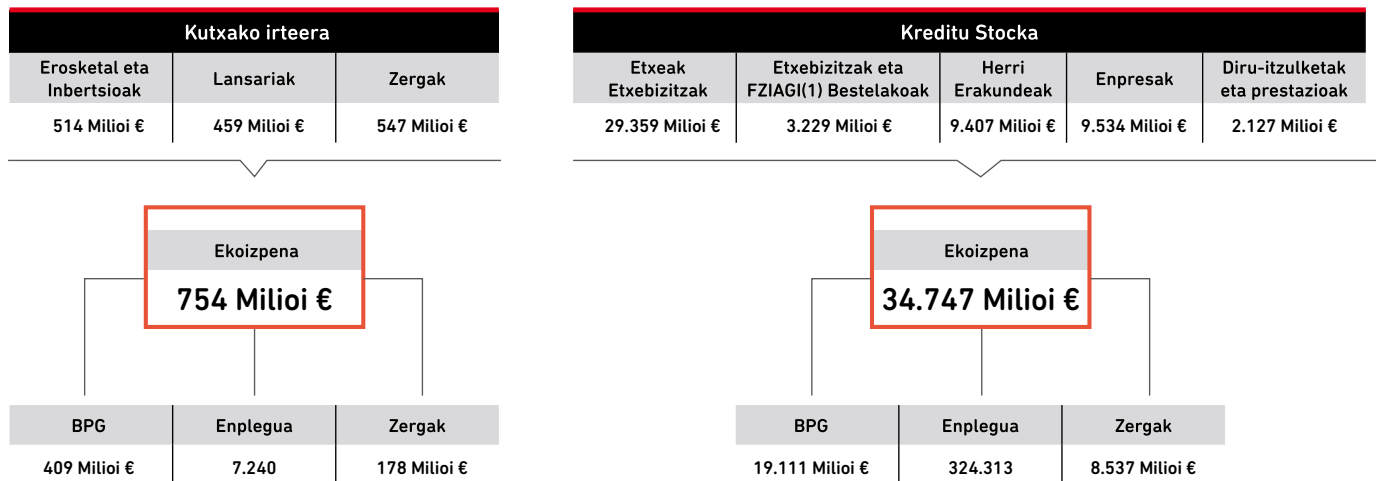 Kutxako irteera
Erosketal eta
Inbertsioak
Lansariak
Zergak
514 Milioi €
459 Milioi €
547 Milioi €
Ekoizpena
754 Milioi €
BPG
Enplegua
Zergak
409 Milioi €
7.240
178 Milioi €
Kreditu Stocka
Etxeak
Etxebizitzak
Etxebizitzak eta
FZIAGI(1) Bestelakoak
Herri
Erakundeak
Enpresak
Diru-itzulketak
eta prestazioak
29.359 Milioi €
3.229 Milioi €
9.407 Milioi €
9.534 Milioi €
2.127 Milioi €
Ekoizpena
34.747 Milioi €
BPG
Enplegua
Zergak
19.111 Milioi €
324.313
8.537 Milioi €